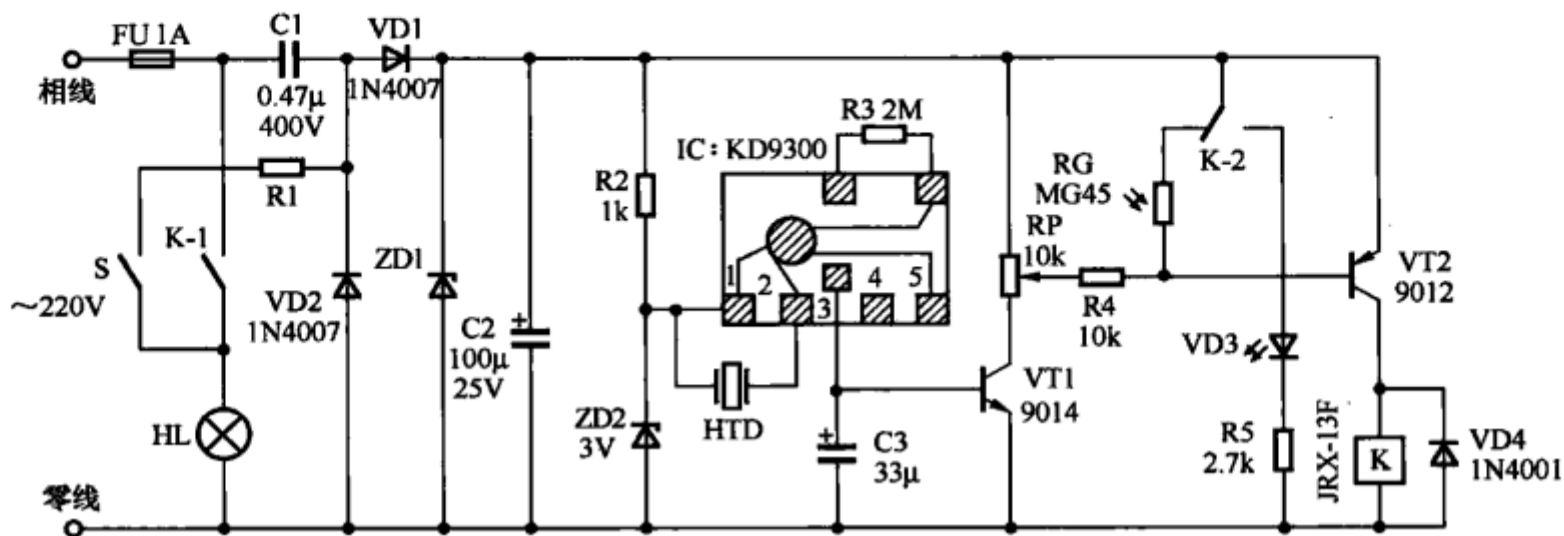 FU 1A
C1
0.47μ
400V
VD1
1N4007
相线
R1
K-1
S
～220V
VD2
1N4007
ZD1
C2
+
100μ
25V
R2
1k
IC：KD9300
R3 2M
1
2
3
4
5
ZD2
3V
HTD
+
C3
33μ
VT1
9014
RP
10k
R4
10k
RG
MG45
K-2
VD3
R5
2.7k
VT2
9012
JRX-13F
K
VD4
1N4001
HL
零线